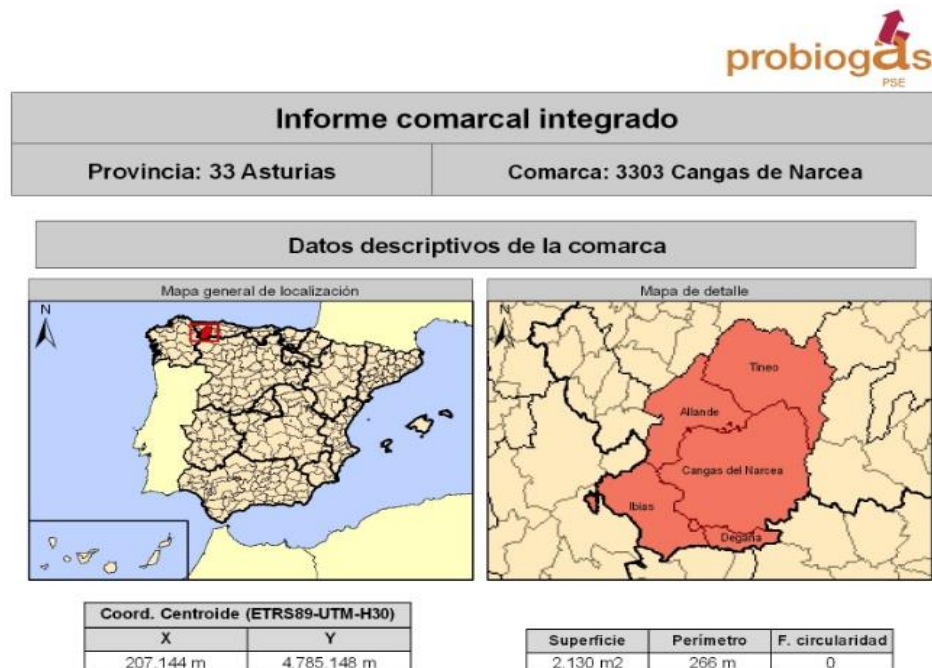 probiogas
PSE
Informe comarcal integrado
Provincia: 33 Asturias
Comarca: 3303 Cangas de Narcea
Datos descriptivos de la comarca
Mapa general de localización
Mapa de detalle
N
N
Tineo
Allande
Cangas del Narcea
Ibias
Degaña
Coord. Centroide (ETRS89-UTM-H30)
X Y
207.144 m 4.785.148 m
Superficie Perímetro F. circularidad
2.130 m2 266 m 0